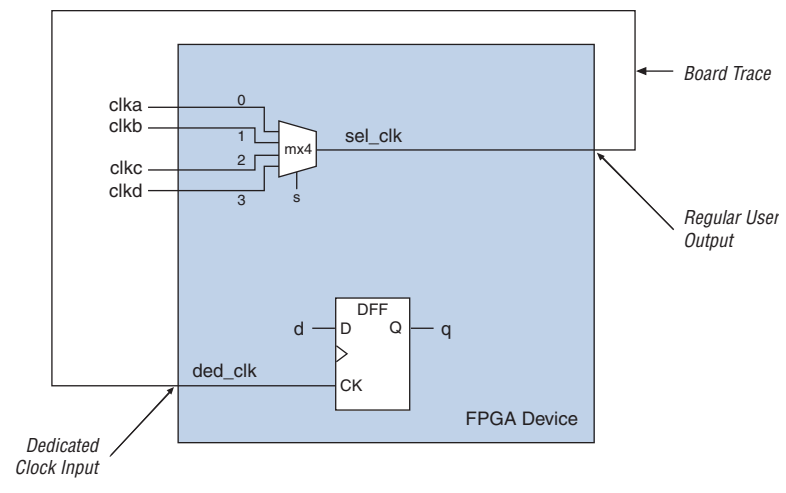 Board Trace
clka
0
clkb
1
mx4
sel_clk
clkc
2
clkd
3
s
Regular User
Output
DFF
d
D
Q
q
ded_clk
CK
FPGA Device
Dedicated
Clock Input